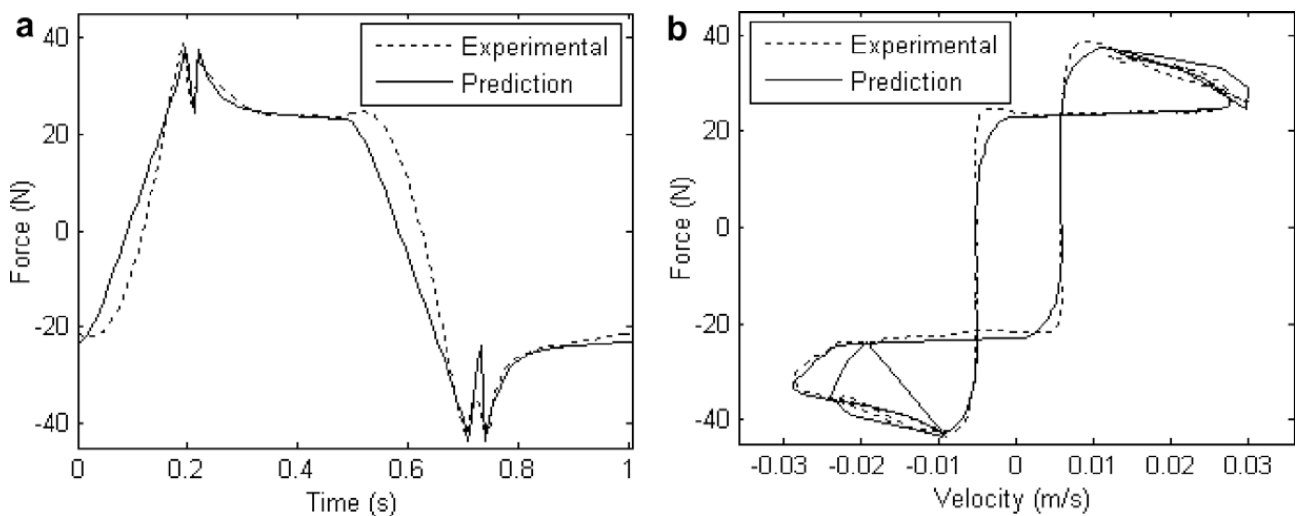 a
Experimental
Prediction
40
20
0
-20
-40
Force (N)
0
0.2
0.4
0.6
0.8
1
Time (s)
b
Experimental
Prediction
40
20
0
-20
-40
Force (N)
-0.03
-0.02
-0.01
0
0.01
0.02
0.03
Velocity (m/s)